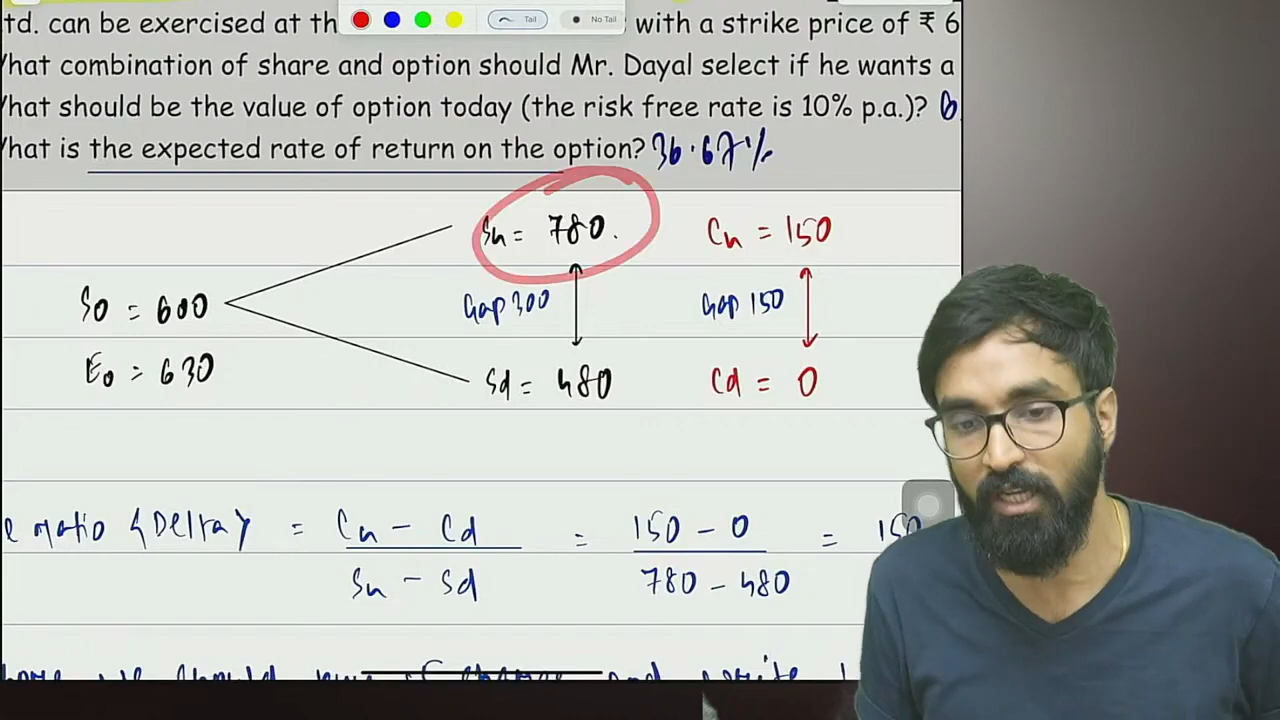 td. can be exercised at th
Tail
No Tail
with a strike price of ₹ 6
hat combination of share and option should Mr. Dayal select if he wants a
hat should be the value of option today (the risk free rate is 10% p.a.)?
hat is the expected rate of return on the option? 36.67%
Su = 780.
Cu = 150
S0 = 600
Gap 300
Gap 150
E0 = 630
Sd = 480
Cd = 0
e Ratio {Delta} = Cu - Cd = 150 - 0 = 150
Su - Sd
780 - 480